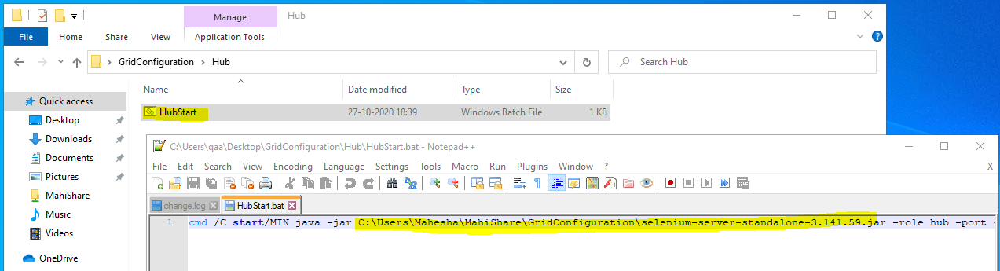 Manage Hub
File Home Share View Application Tools
GridConfiguration Hub Search Hub
Name Date modified Type Size
Quick access
HubStart 27-10-2020 18:39 Windows Batch File 1 KB
Desktop
Downloads
Documents
Pictures
MahiShare
Music
Videos
OneDrive
C:\Users\qaa\Desktop\GridConfiguration\Hub\HubStart.bat - Notepad++
File Edit Search View Encoding Language Settings Tools Macro Run Plugins Window ? X
change.log HubStart.bat
1 cmd /C start/MIN java -jar C:\Users\Mahesha\MahiShare\GridConfiguration\selenium-server-standalone-3.141.59.jar -role hub -port